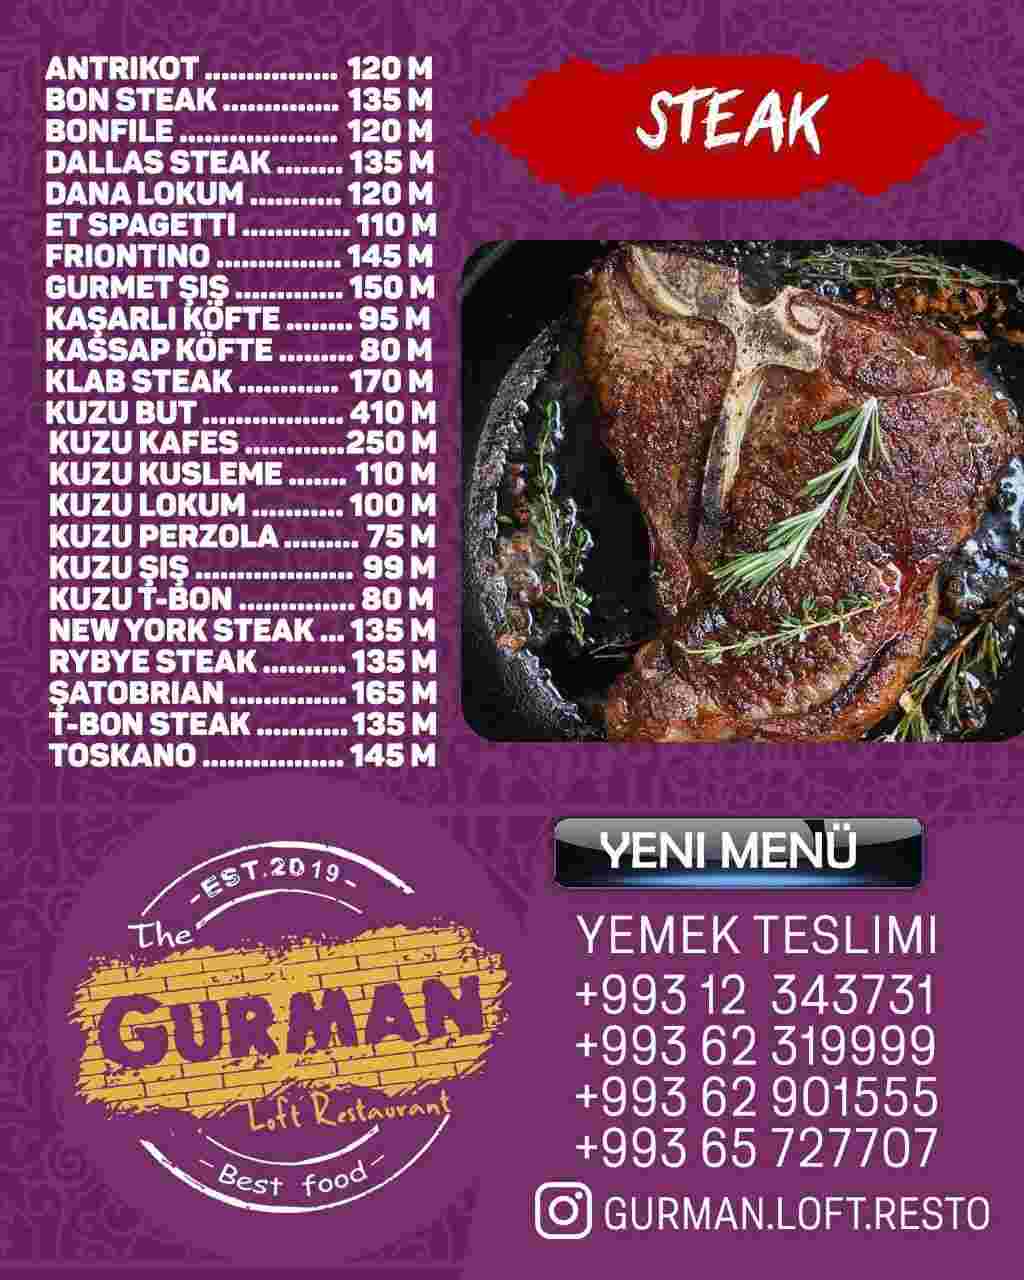 ANTRIKOT ................ 120 M
BON STEAK .............. 135 M
BONFILE ................... 120 M
DALLAS STEAK ........ 135 M
DANA LOKUM ........... 120 M
ET SPAGETTI ............. 110 M
FRIONTINO ............... 145 M
GURMET ŞIŞ ............. 150 M
KAŞARLI KÖFTE ........ 95 M
KASSAP KÖFTE ......... 80 M
KLAB STEAK ............ 170 M
KUZU BUT ................. 410 M
KUZU KAFES ............250 M
KUZU KUSLEME ....... 110 M
KUZU LOKUM ........... 100 M
KUZU PERZOLA ......... 75 M
KUZU ŞIŞ ................... 99 M
KUZU T-BON .............. 80 M
NEW YORK STEAK ... 135 M
RYBYE STEAK .......... 135 M
ŞATOBRIAN .............. 165 M
T-BON STEAK ........... 135 M
TOSKANO ................. 145 M
STEAK
-EST.2019-
The
GURMAN
Loft Restaurant
- Best food -
YENI MENÜ
YEMEK TESLIMI
+993 12 343731
+993 62 319999
+993 62 901555
+993 65 727707
GURMAN.LOFT.RESTO